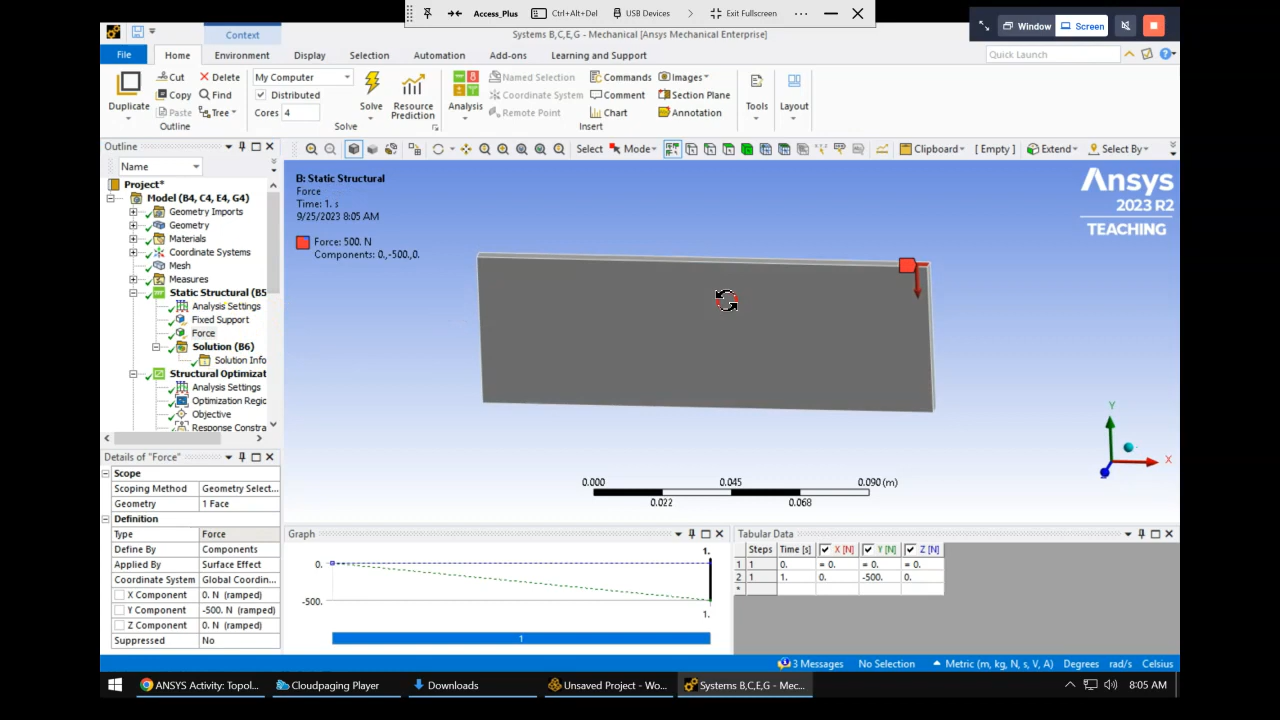 Access_Plus Ctrl+Alt+Del USB Devices Exit Fullscreen
Window Screen
Context Systems B,C,E,G - Mechanical [Ansys Mechanical Enterprise]
File Home Environment Display Selection Automation Add-ons Learning and Support Quick Launch
Duplicate
Cut
Copy
Paste
Delete
Find
Tree
Outline
My Computer
Distributed
Cores 4
Solve
Resource
Prediction
Solve
Analysis
Named Selection
Coordinate System
Remote Point
Commands
Comment
Chart
Images
Section Plane
Annotation
Insert
Tools
Layout
Outline
Select Mode Clipboard [ Empty ] Extend Select By
Name
Project*
Model (B4, C4, E4, G4)
Geometry Imports
Geometry
Materials
Coordinate Systems
Mesh
Measures
Static Structural (B5
Analysis Settings
Fixed Support
Force
Solution (B6)
Solution Info
Structural Optimizat
Analysis Settings
Optimization Regio
Objective
Response Constra
B: Static Structural
Force
Time: 1. s
9/25/2023 8:05 AM
Force: 500. N
Components: 0.,-500.,0.
Ansys
2023 R2
TEACHING
Y
X
0.000 0.045 0.090 (m)
0.022 0.068
Details of "Force"
Scope
Scoping Method Geometry Select...
Geometry 1 Face
Definition
Type Force
Define By Components
Applied By Surface Effect
Coordinate System Global Coordin...
X Component 0. N (ramped)
Y Component -500. N (ramped)
Z Component 0. N (ramped)
Suppressed No
Graph
1.
0.
-500.
1.
1
Tabular Data
Steps Time [s] X [N] Y [N] Z [N]
1 1 0. = 0. = 0. = 0.
2 1 1. 0. -500. 0.
*
3 Messages No Selection Metric (m, kg, N, s, V, A) Degrees rad/s Celsius
ANSYS Activity: Topol... Cloudpaging Player Downloads Unsaved Project - Wo... Systems B,C,E,G - Mec... 8:05 AM